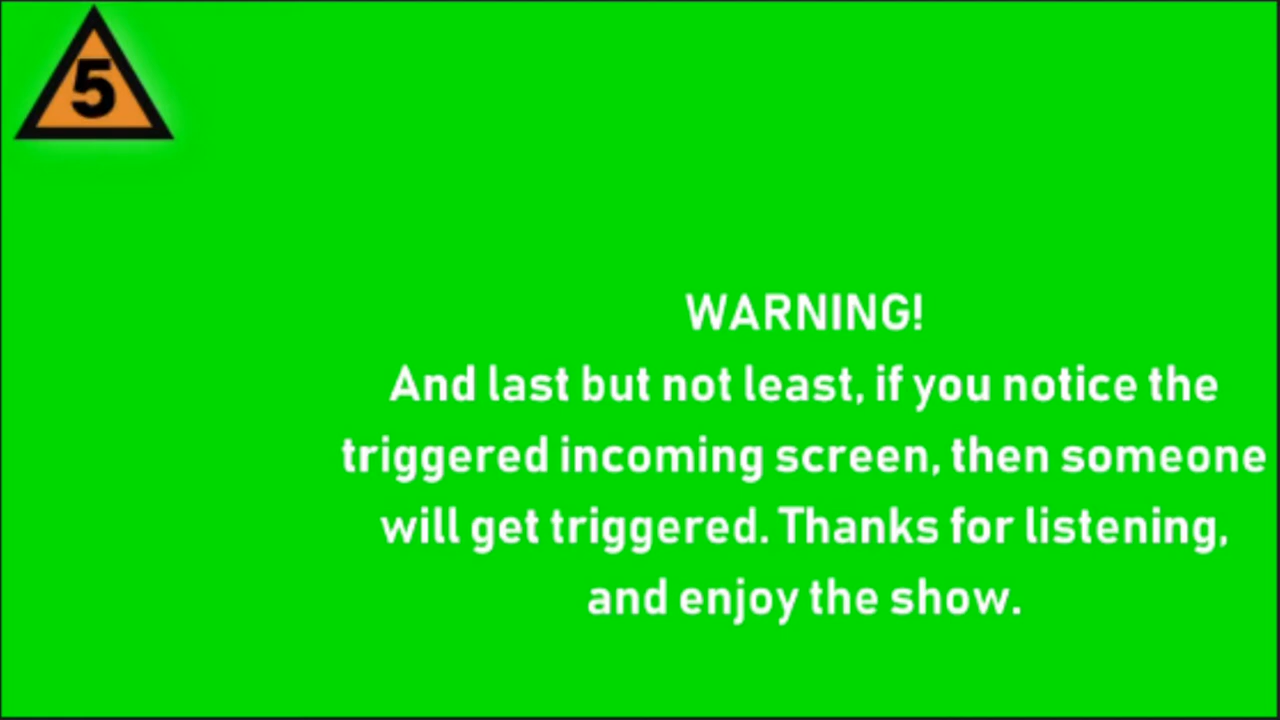 5
WARNING!
And last but not least, if you notice the
triggered incoming screen, then someone
will get triggered. Thanks for listening,
and enjoy the show.